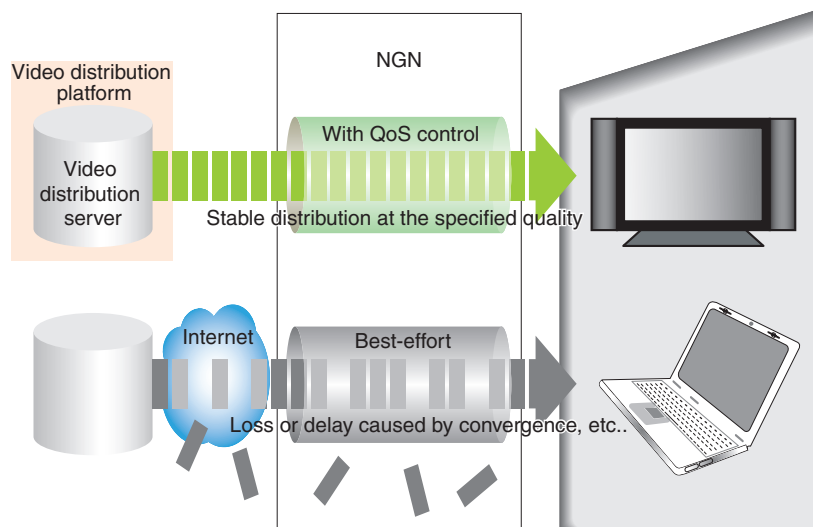 NGN
Video distribution
platform
With QoS control
Video
distribution
server
Stable distribution at the specified quality
Internet
Best-effort
Loss or delay caused by convergence, etc..